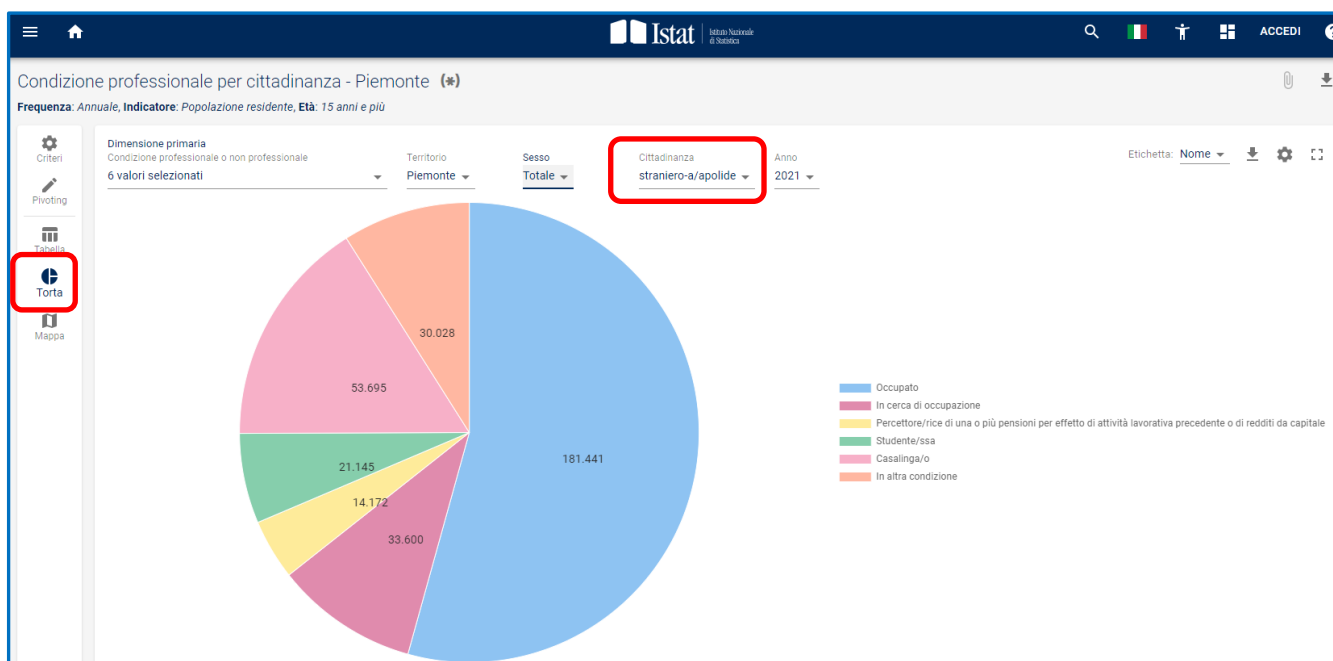 Istat
Istituto Nazionale
di Statistica
ACCEDI
Condizione professionale per cittadinanza - Piemonte (*)
Frequenza: Annuale, Indicatore: Popolazione residente, Età: 15 anni e più
Criteri
Pivoting
Tabella
Torta
Mappa
Dimensione primaria
Condizione professionale o non professionale
6 valori selezionati
Territorio
Piemonte
Sesso
Totale
Cittadinanza
straniero-a/apolide
Anno
2021
Etichetta: Nome
30.028
53.695
21.145
14.172
33.600
181.441
Occupato
In cerca di occupazione
Percettore/rice di una o più pensioni per effetto di attività lavorativa precedente o di redditi da capitale
Studente/ssa
Casalinga/o
In altra condizione